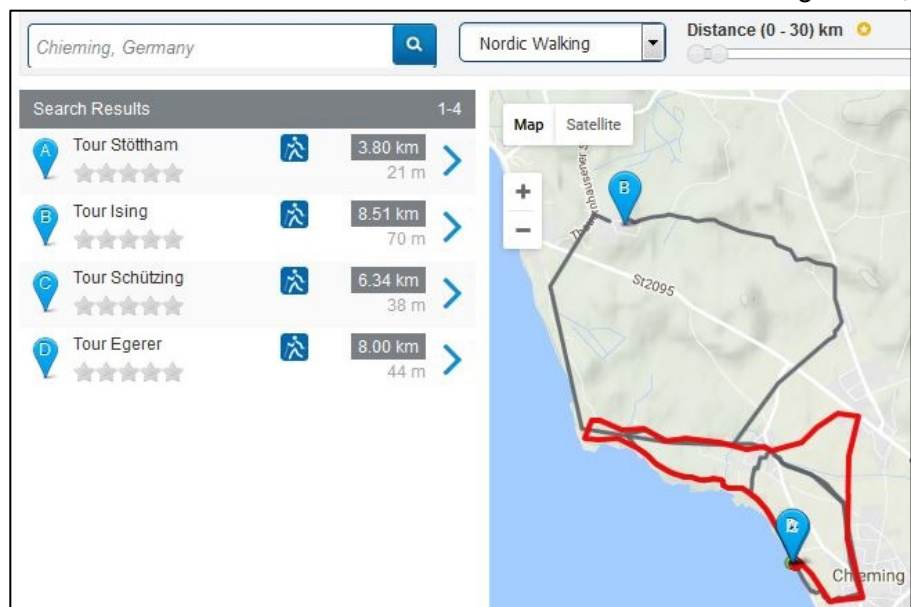 Chieming, Germany
Nordic Walking
Distance (0 - 30) km
Search Results 1-4
A Tour Stöttham 3.80 km
21 m
B Tour Ising 8.51 km
70 m
C Tour Schützing 6.34 km
38 m
D Tour Egerer 8.00 km
44 m
Map Satellite
+
−
B
St2095
Chieming